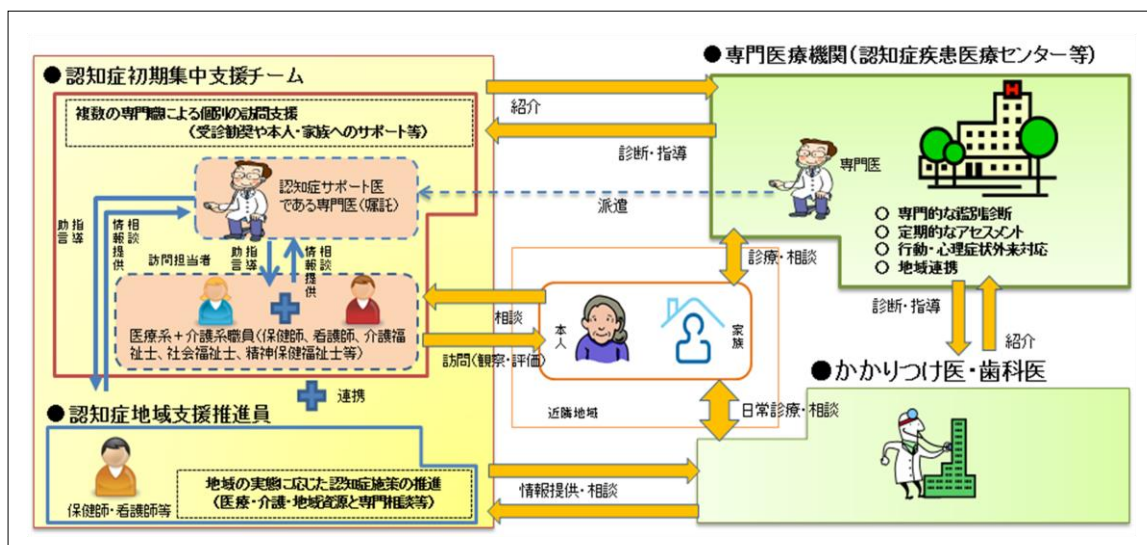 ●認知症初期集中支援チーム
複数の専門職による個別の訪問支援
(受診勧奨や本人・家族へのサポート等)
認知症サポート医
である専門医(嘱託)
指導
助言
相談
情報提供
訪問担当者
指導
助言
相談
情報提供
医療系+介護系職員(保健師、看護師、介護福
祉士、社会福祉士、精神保健福祉士等)
連携
●認知症地域支援推進員
保健師・看護師等
地域の実態に応じた認知症施策の推進
(医療・介護・地域資源と専門相談等)
紹介
診断・指導
派遣
相談
訪問(観察・評価)
本人
家族
近隣地域
診療・相談
日常診療・相談
情報提供・相談
●専門医療機関(認知症疾患医療センター等)
H
専門医
○ 専門的な鑑別診断
○ 定期的なアセスメント
○ 行動・心理症状外来対応
○ 地域連携
診断・指導
紹介
●かかりつけ医・歯科医